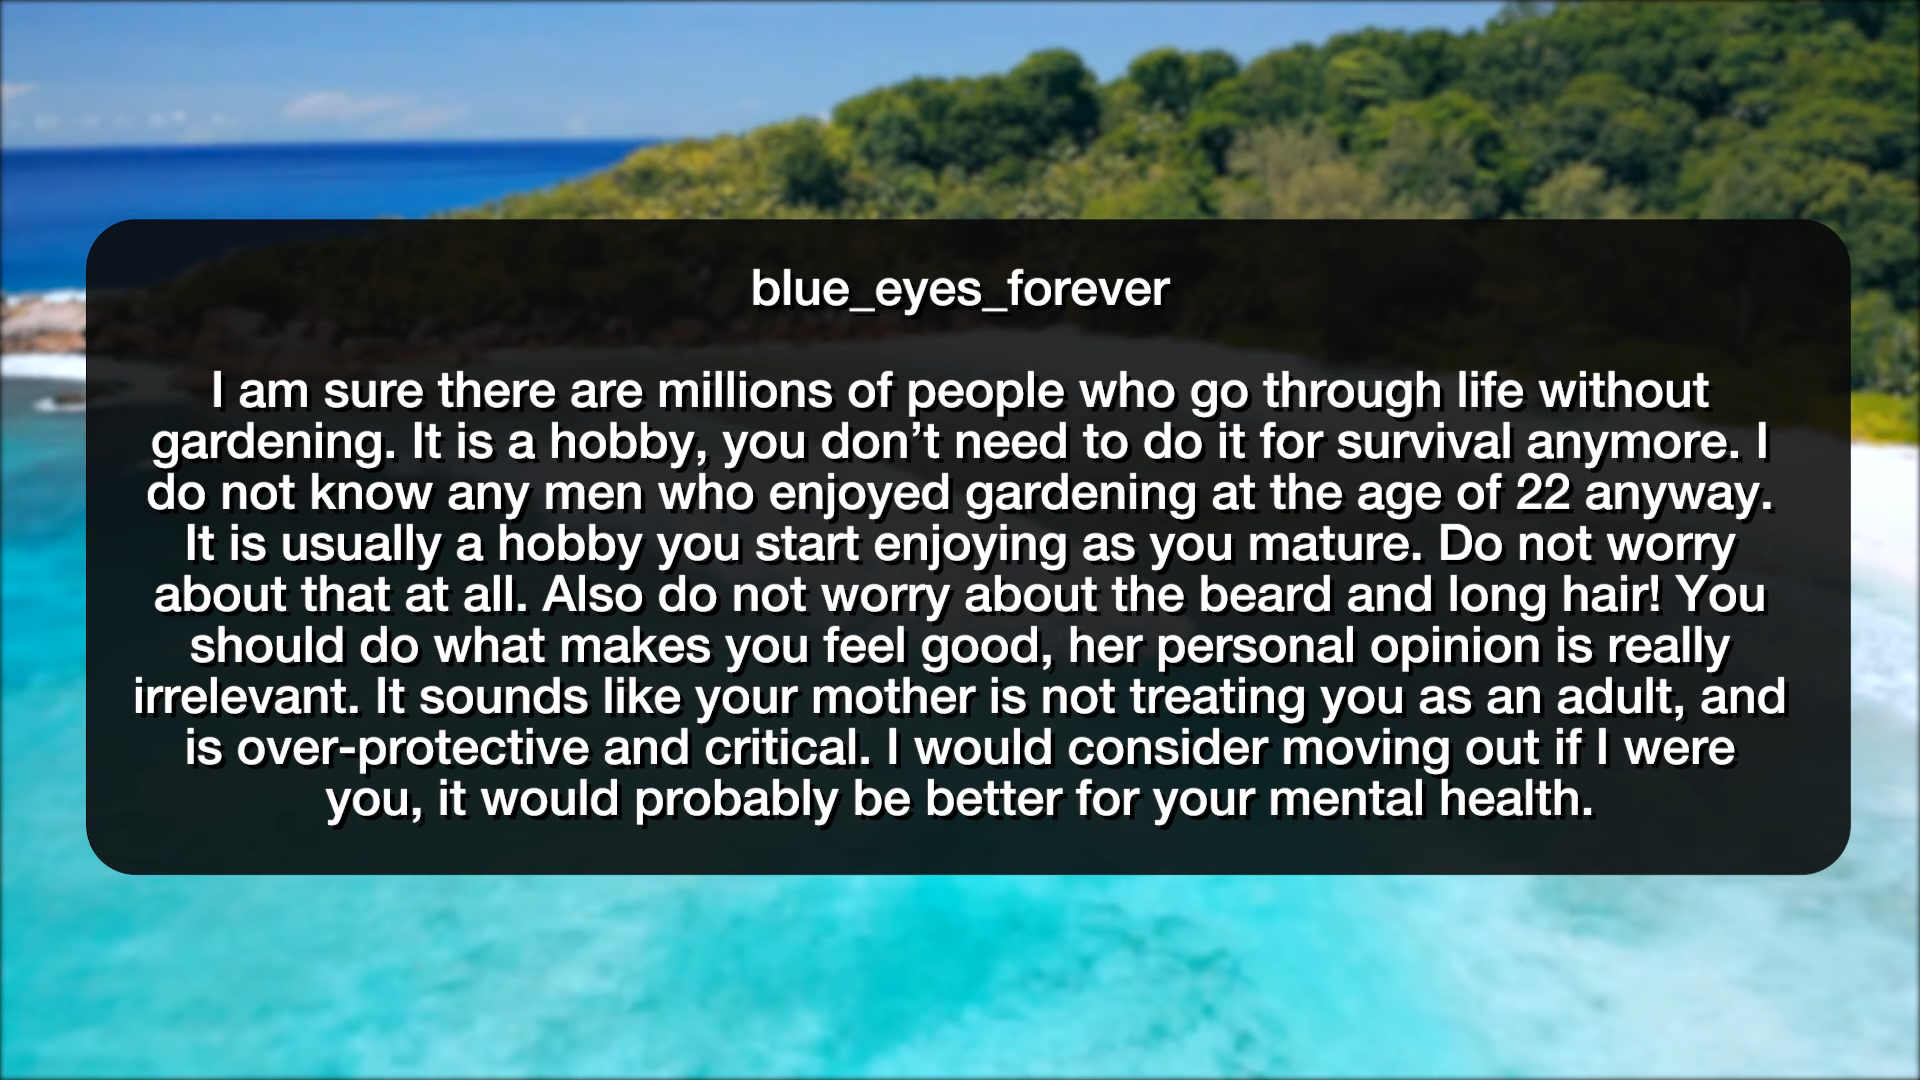 blue_eyes_forever
I am sure there are millions of people who go through life without
gardening. It is a hobby, you don’t need to do it for survival anymore. I
do not know any men who enjoyed gardening at the age of 22 anyway.
It is usually a hobby you start enjoying as you mature. Do not worry
about that at all. Also do not worry about the beard and long hair! You
should do what makes you feel good, her personal opinion is really
irrelevant. It sounds like your mother is not treating you as an adult, and
is over-protective and critical. I would consider moving out if I were
you, it would probably be better for your mental health.